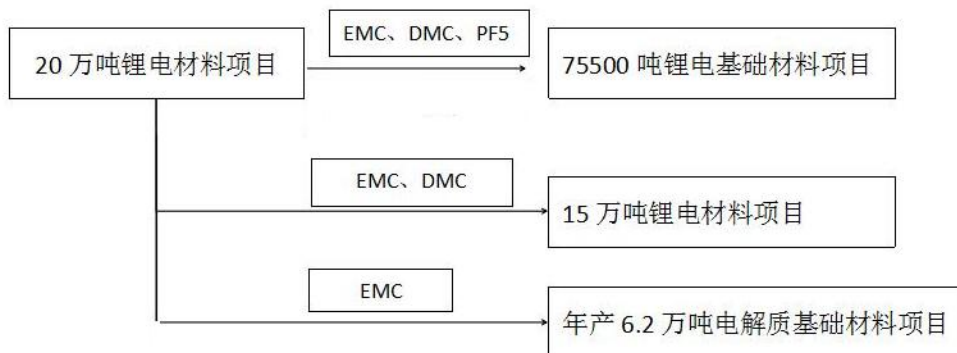 EMC、DMC、PF5
20 万吨锂电材料项目
75500 吨锂电基础材料项目
EMC、DMC
15 万吨锂电材料项目
EMC
年产 6.2 万吨电解质基础材料项目